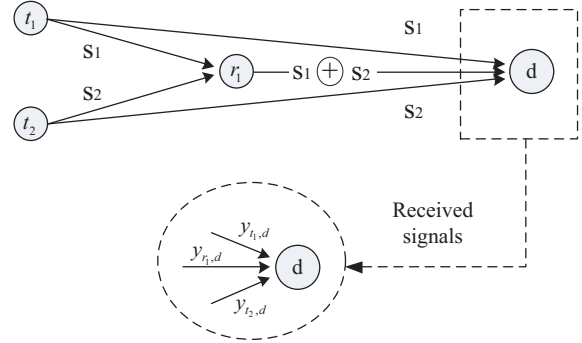 t1
s1
s1
r1
s1 + s2
d
s2
t2
s2
Received
signals
yt1,d
yr1,d
d
yt2,d